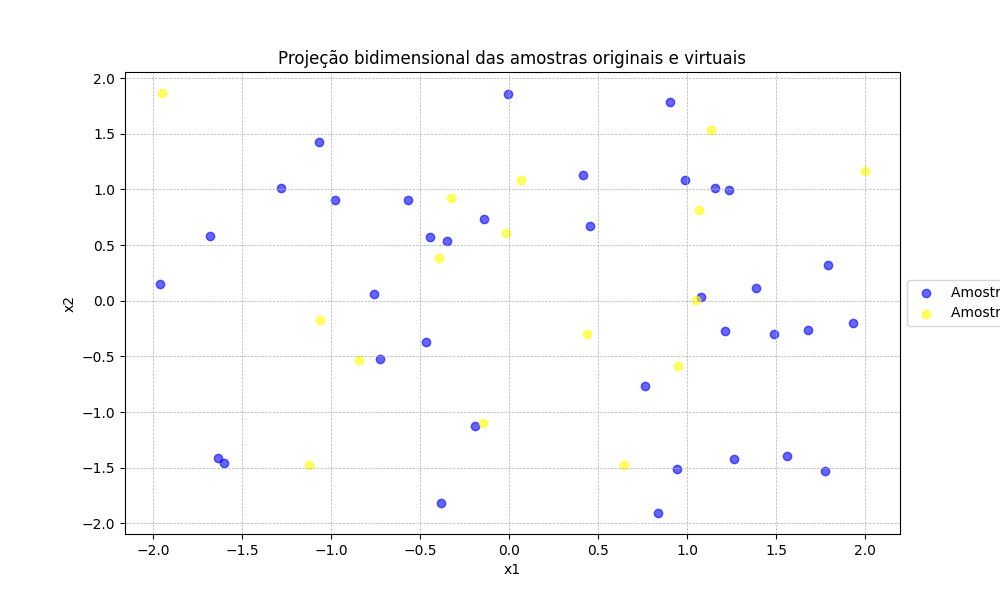 Projeção bidimensional das amostras originais e virtuais
2.0
1.5
1.0
0.5
0.0
−0.5
−1.0
−1.5
−2.0
x2
−2.0 −1.5 −1.0 −0.5 0.0 0.5 1.0 1.5 2.0
x1
Amostr
Amostr